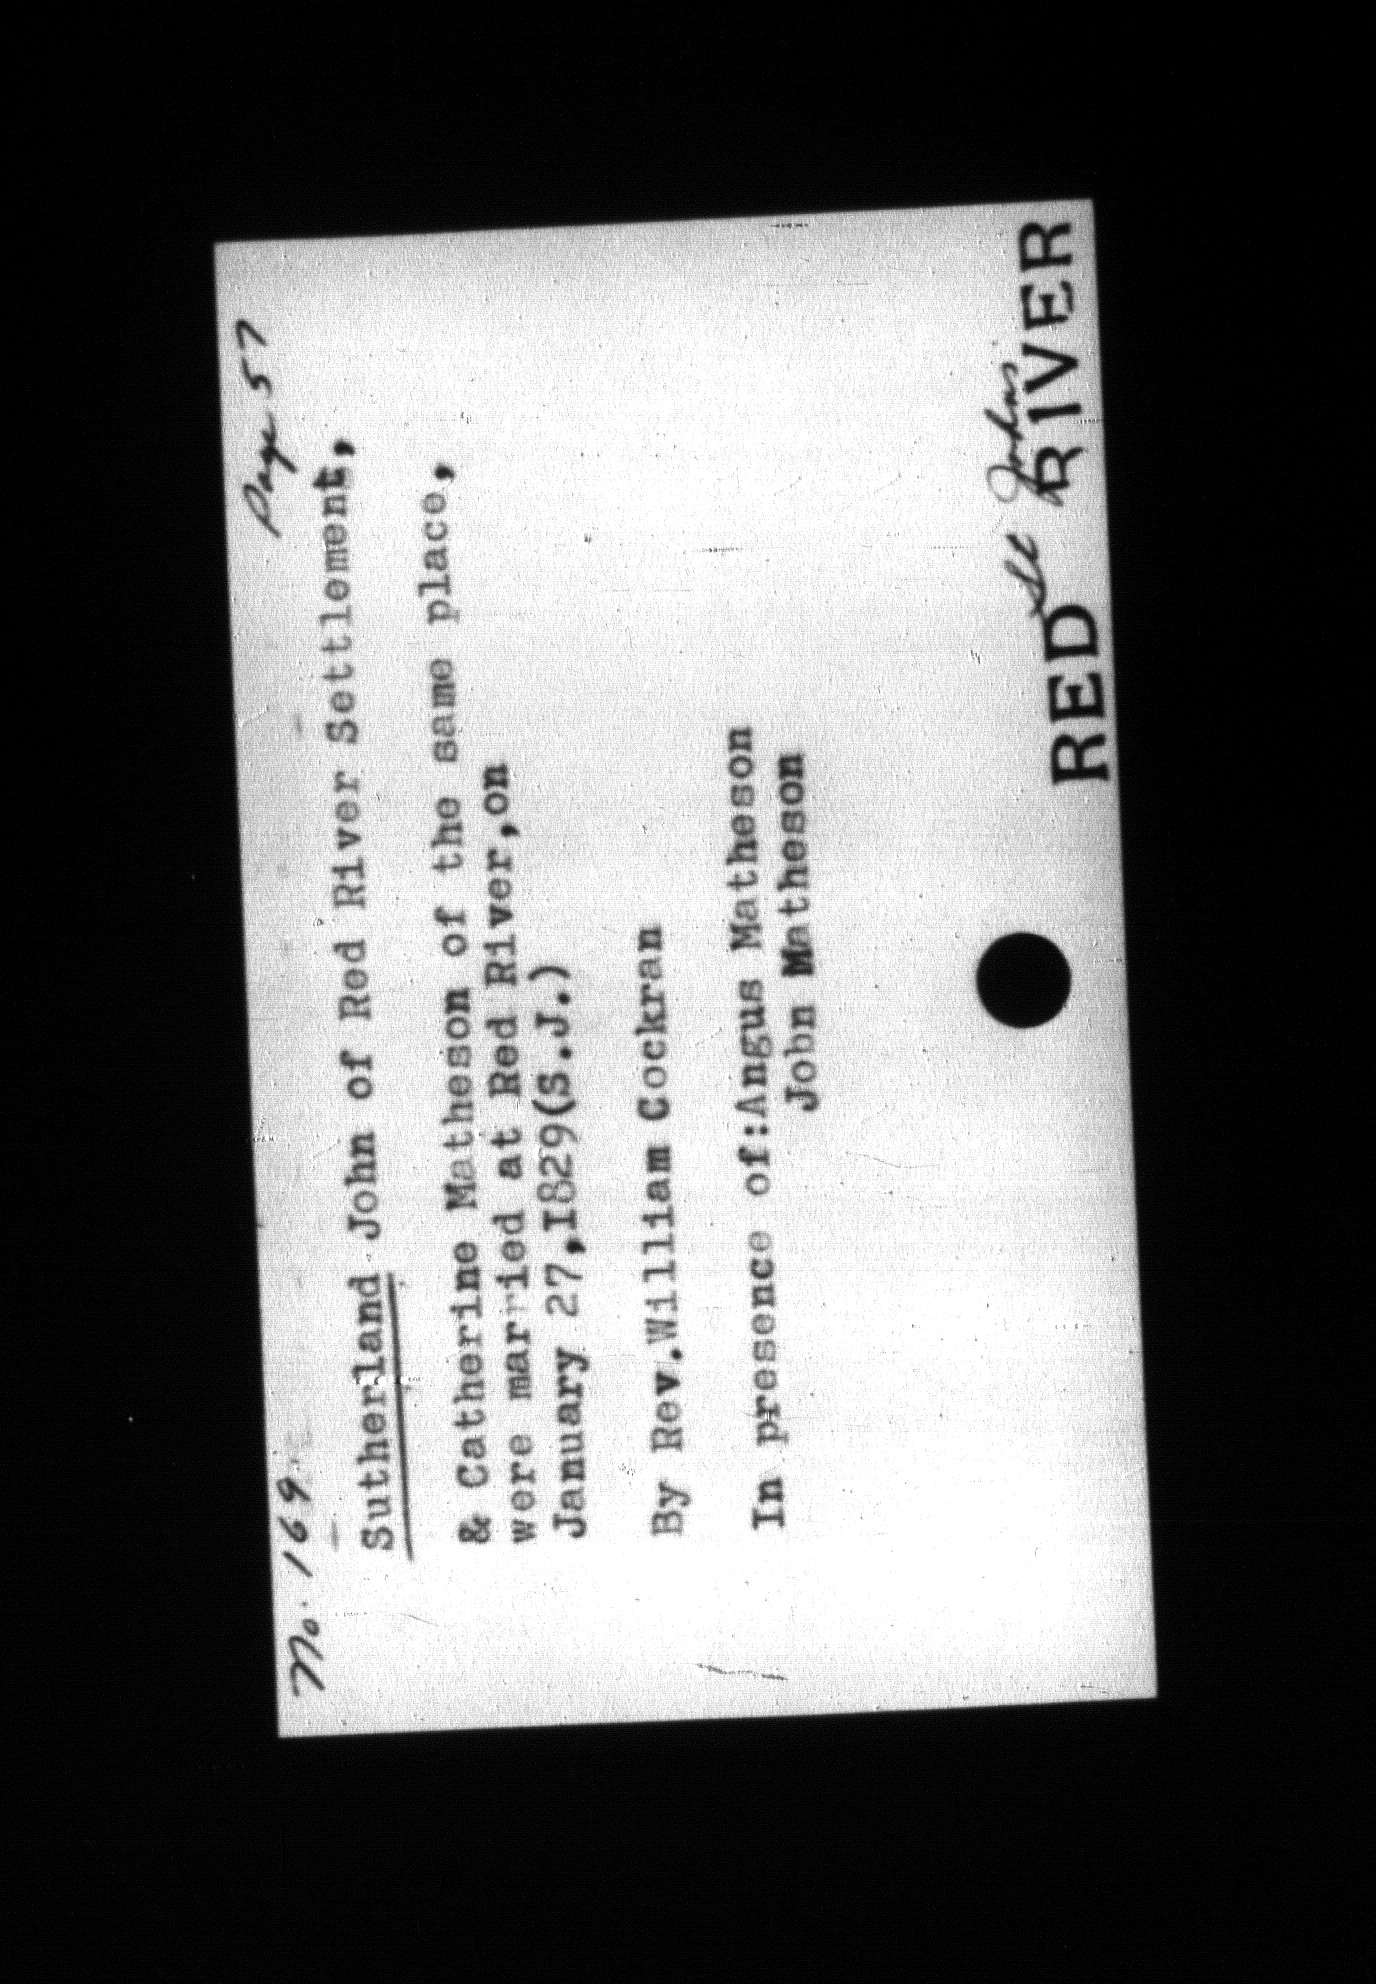 No. 169. Page 57
Sutherland John of Red River Settlement,
& Catherine Matheson of the same place,
were married at Red River,on
January 27,I829(S.J.)
By Rev.William Cockran
In presence of:Angus Matheson
John Matheson
St Johns
RED RIVER